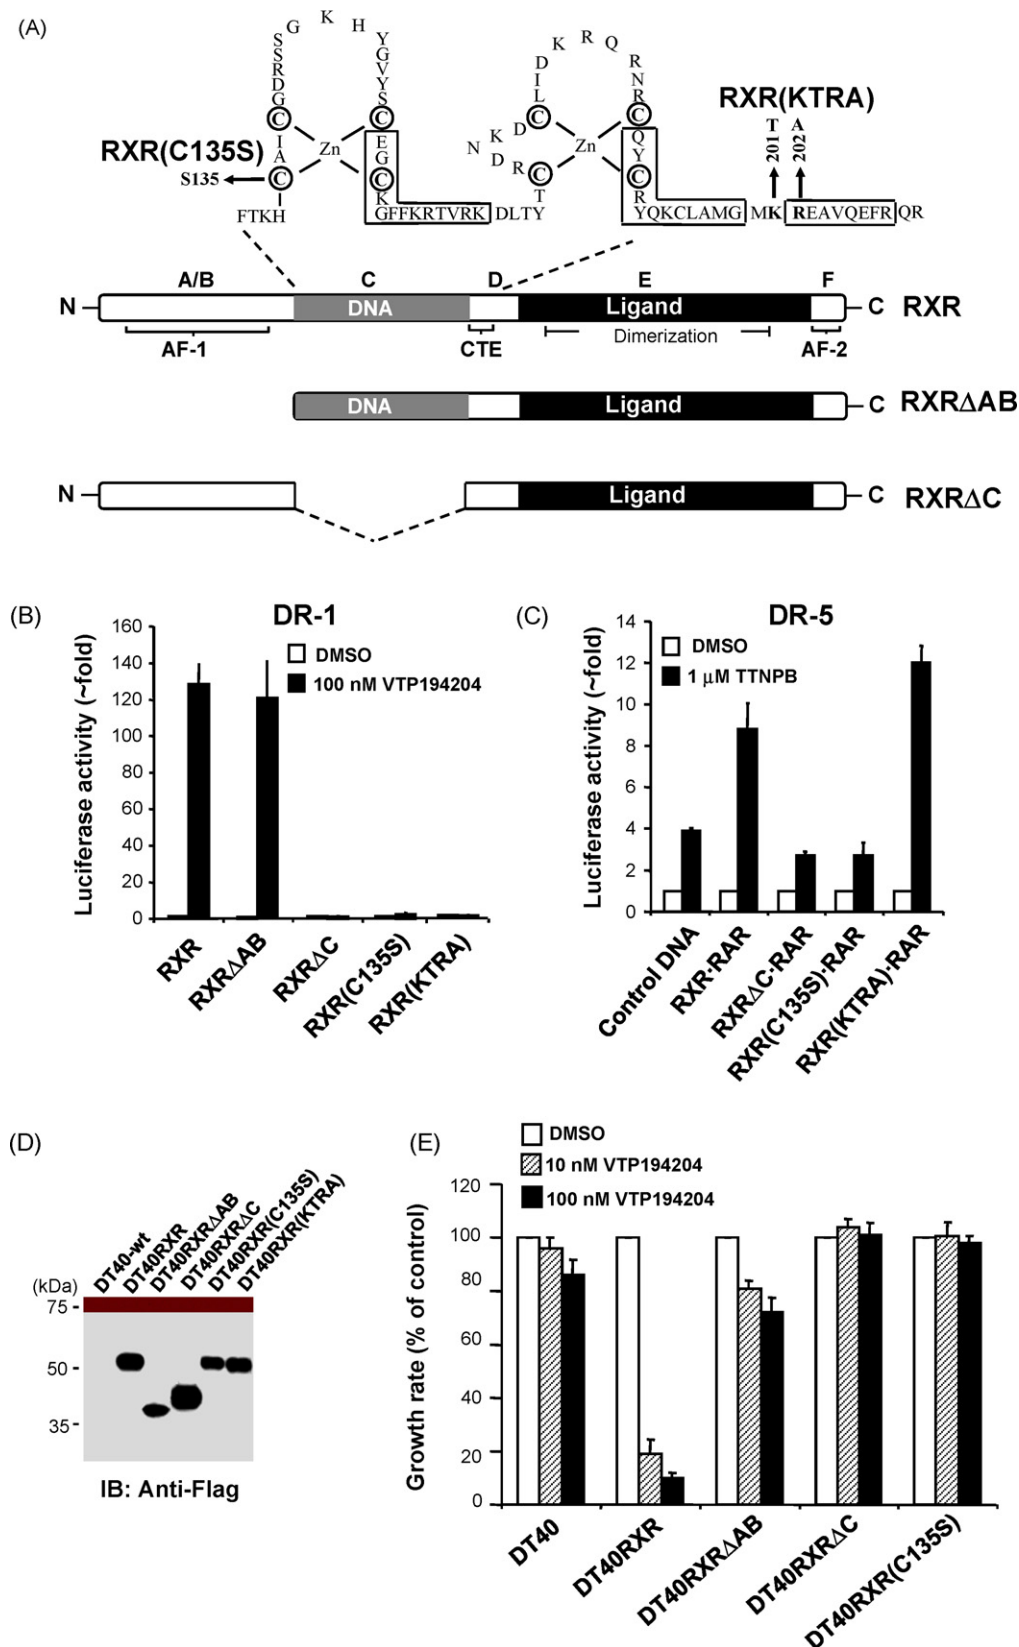 (A)
S S R D G
G K H
Y G V Y S
C C
I A
E G
Zn
C C
K
FTKH
GFFKRTVRK
DLTY
T
R D N K D
C C
L I D
K R Q
R N R
Zn
C C
Q Y
R
YQKCLAMG
MK
REAVQEFR
QR
RXR(C135S)
S135
RXR(KTRA)
201 T
202 A
A/B C D E F
N DNA Ligand C RXR
AF-1 CTE Dimerization AF-2
DNA Ligand C RXRΔAB
N Ligand C RXRΔC
(B)
DR-1
DMSO
100 nM VTP194204
Luciferase activity (~fold)
160
140
120
100
80
60
40
20
0
RXR
RXRΔAB
RXRΔC
RXR(C135S)
RXR(KTRA)
(C)
DR-5
DMSO
1 μM TTNPB
Luciferase activity (~fold)
14
12
10
8
6
4
2
0
Control DNA
RXR·RAR
RXRΔC·RAR
RXR(C135S)·RAR
RXR(KTRA)·RAR
(D)
DT40-wt
DT40RXR
DT40RXRΔAB
DT40RXRΔC
DT40RXR(C135S)
DT40RXR(KTRA)
(kDa)
75
50
35
IB: Anti-Flag
(E)
DMSO
10 nM VTP194204
100 nM VTP194204
Growth rate (% of control)
120
100
80
60
40
20
0
DT40
DT40RXR
DT40RXRΔAB
DT40RXRΔC
DT40RXR(C135S)